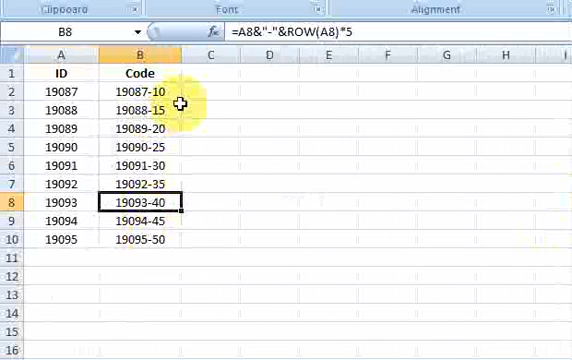 Clipboard Font Alignment
B8 fx =A8&"-"&ROW(A8)*5
A B C D E F G H I
1 ID Code
2 19087 19087-10
3 19088 19088-15
4 19089 19089-20
5 19090 19090-25
6 19091 19091-30
7 19092 19092-35
8 19093 19093-40
9 19094 19094-45
10 19095 19095-50
11
12
13
14
15
16